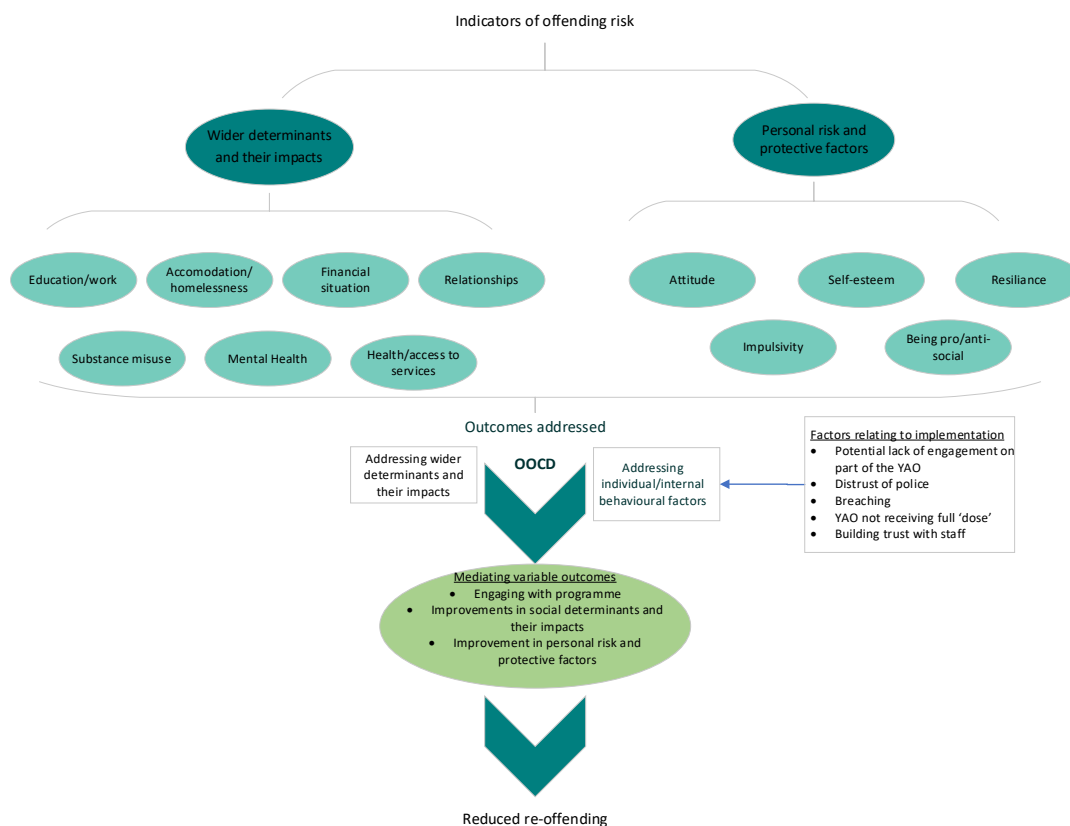 Indicators of offending risk
Wider determinants
and their impacts
Personal risk and
protective factors
Education/work
Accomodation/
homelessness
Financial
situation
Relationships
Attitude
Self-esteem
Resiliance
Substance misuse
Mental Health
Health/access to
services
Impulsivity
Being pro/anti-
social
Outcomes addressed
Addressing wider
determinants and
their impacts
OOCD
Addressing
individual/internal
behavioural factors
Factors relating to implementation
• Potential lack of engagement on
part of the YAO
• Distrust of police
• Breaching
• YAO not receiving full ‘dose’
• Building trust with staff
Mediating variable outcomes
• Engaging with programme
• Improvements in social determinants and
their impacts
• Improvement in personal risk and
protective factors
Reduced re-offending